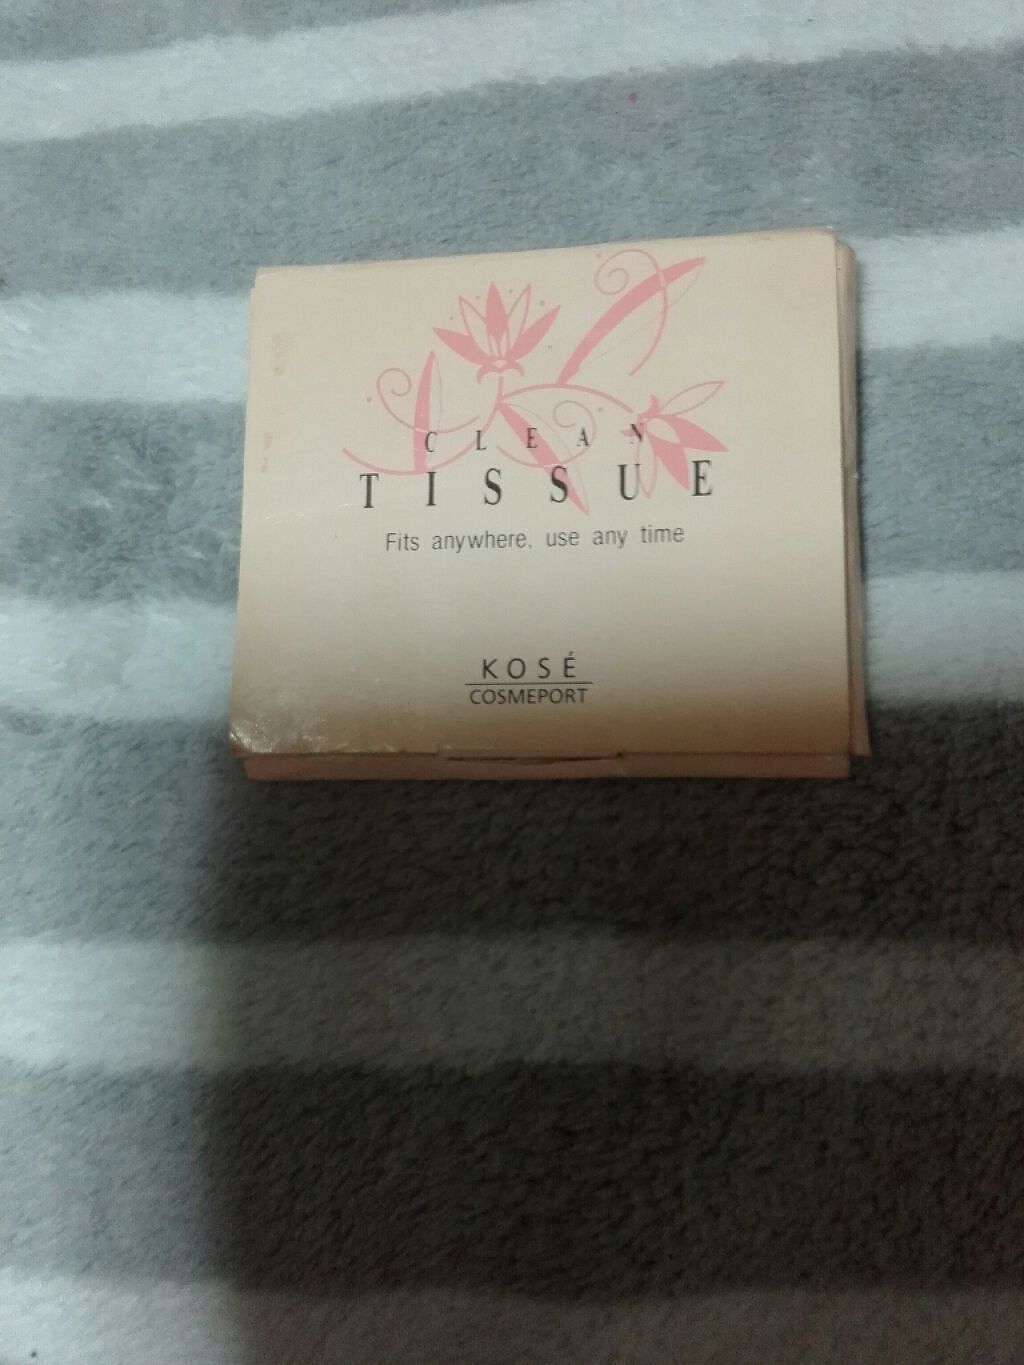 CLEAN
TISSUE
Fits anywhere, use any time
KOSÉ
COSMEPORT